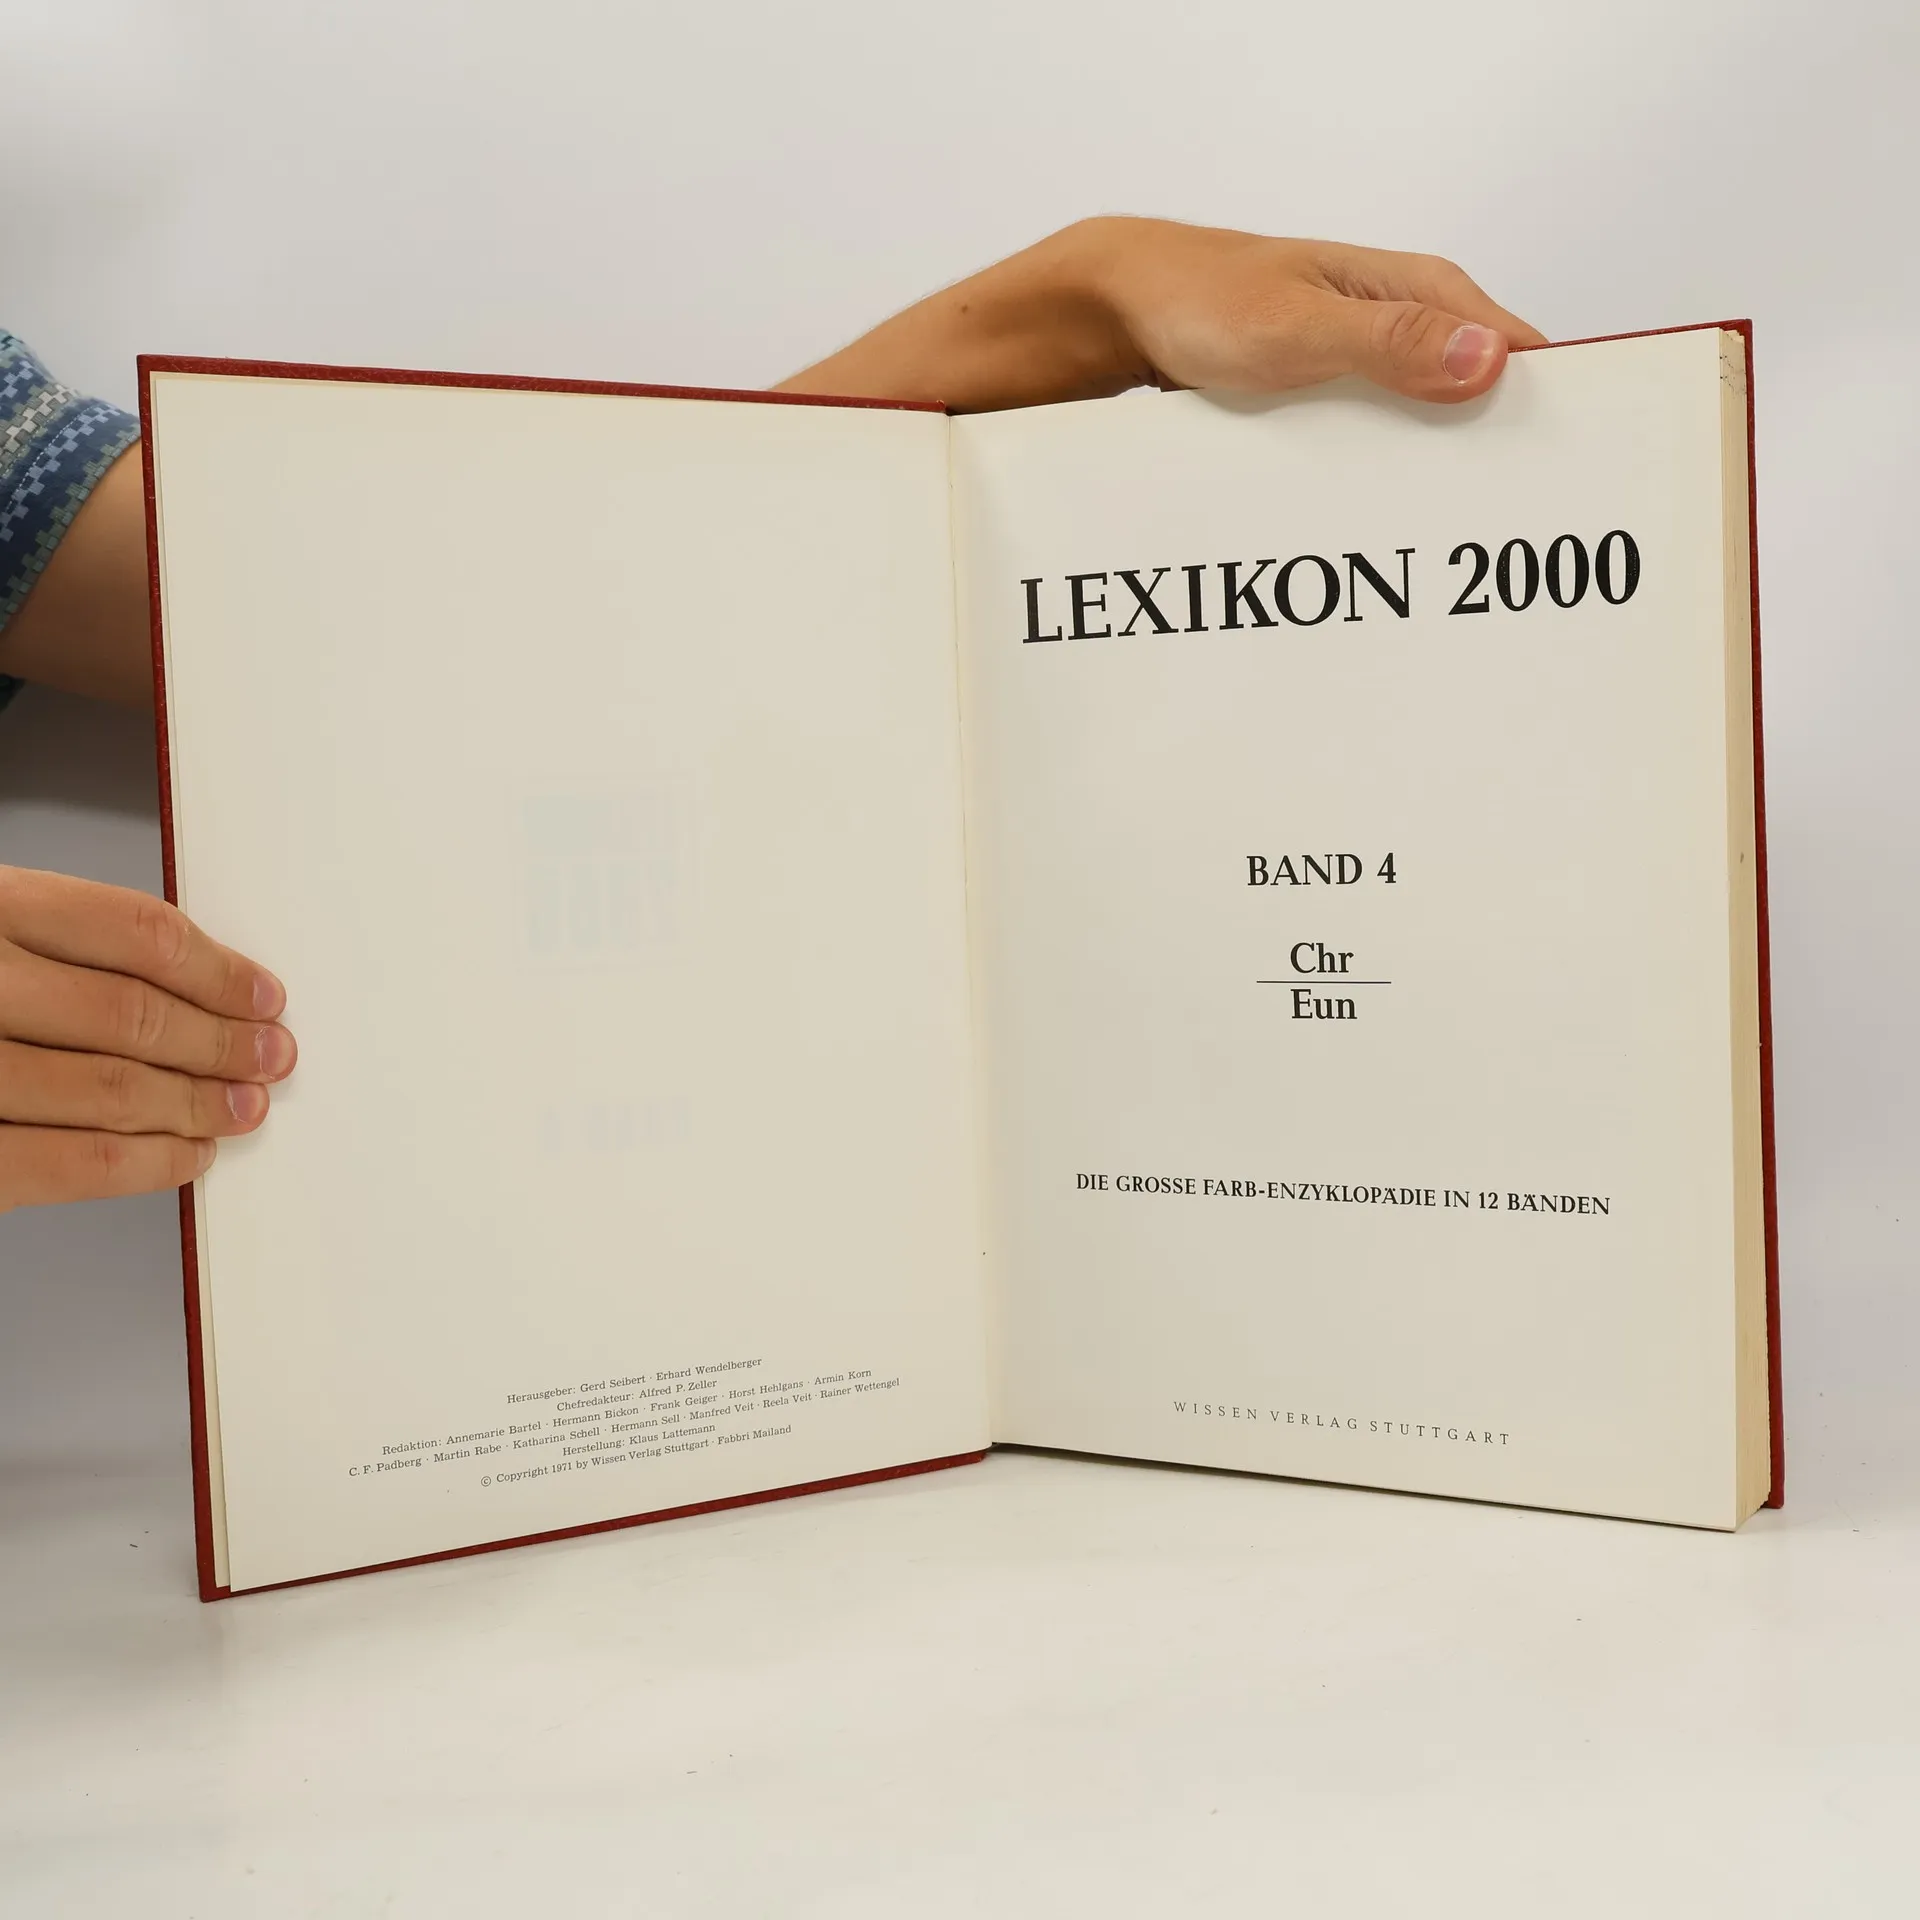 Herausgeber: Gerd Seibert · Erhard Wendelberger
Chefredakteur: Alfred P. Zeller
Redaktion: Annemarie Bartel · Hermann Bickon · Frank Geiger · Horst Hehlgans · Armin Korn
C. F. Padberg · Martin Rabe · Katharina Schell · Hermann Sell · Manfred Veit · Reela Veit · Rainer Wettengel
Herstellung: Klaus Lattemann
© Copyright 1971 by Wissen Verlag Stuttgart · Fabbri Mailand
LEXIKON 2000
BAND 4
Chr
Eun
DIE GROSSE FARB-ENZYKLOPÄDIE IN 12 BÄNDEN
WISSEN VERLAG STUTTGART